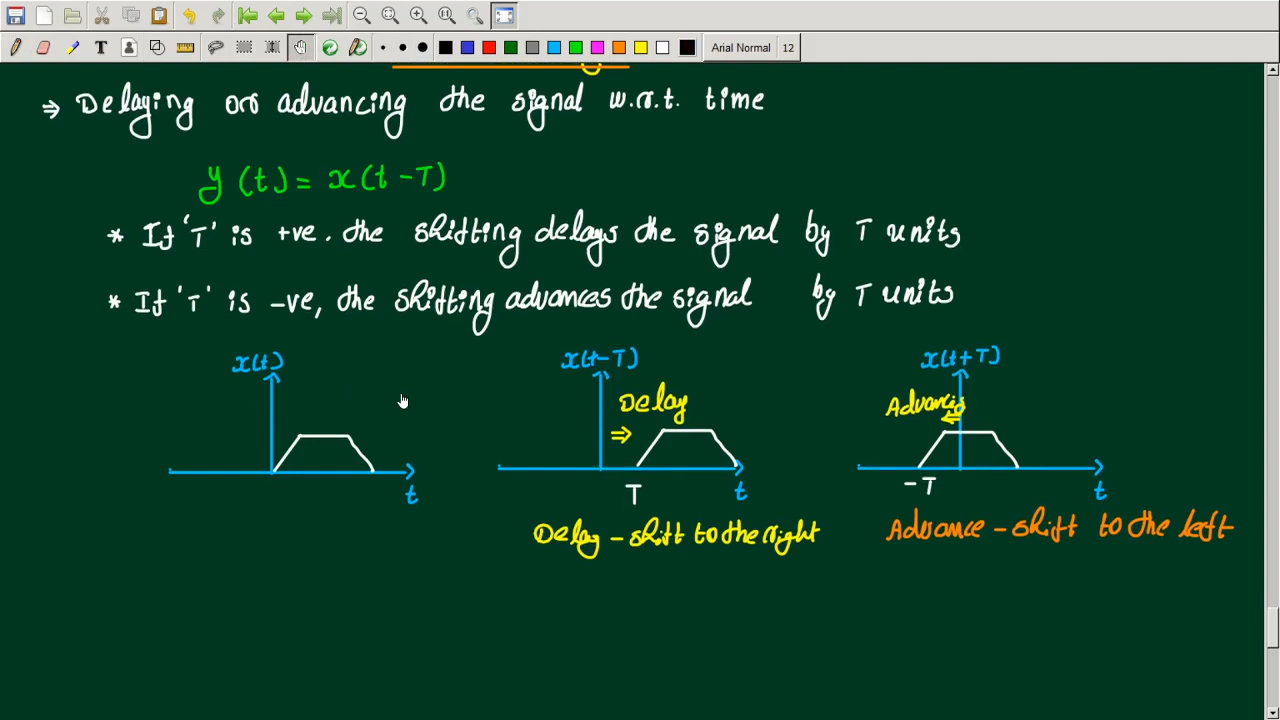 Arial Normal 12
⇒ Delaying or advancing the signal w.r.t. time
y(t) = x(t-T)
* If 'T' is +ve. the shifting delays the signal by T units
* If 'T' is -ve, the shifting advances the signal by T units
x(t)
t
x(t-T)
Delay
⇒
T
t
Delay - shift to the right
x(t+T)
⇐
-T
t
Advance - shift to the left